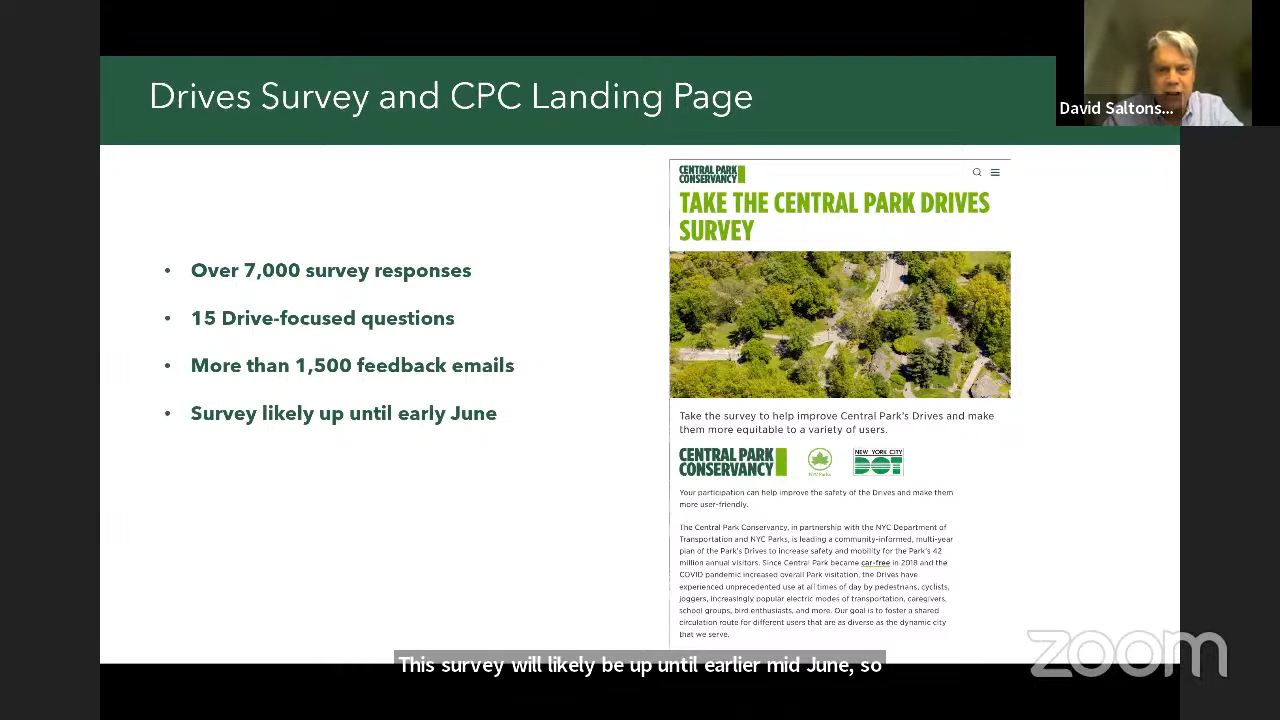 Drives Survey and CPC Landing Page
David Saltons...
• Over 7,000 survey responses
• 15 Drive-focused questions
• More than 1,500 feedback emails
• Survey likely up until early June
CENTRAL PARK
CONSERVANCY
TAKE THE CENTRAL PARK DRIVES
SURVEY
Take the survey to help improve Central Park's Drives and make
them more equitable to a variety of users.
CENTRAL PARK
CONSERVANCY
NYC Parks
NEW YORK CITY
DOT
Your participation can help improve the safety of the Drives and make them
more user-friendly.
The Central Park Conservancy, in partnership with the NYC Department of
Transportation and NYC Parks, is leading a community-informed, multi-year
plan of the Park's Drives to increase safety and mobility for the Park's 42
million annual visitors. Since Central Park became car-free in 2018 and the
COVID pandemic increased overall Park visitation, the Drives have
experienced unprecedented use at all times of day by pedestrians, cyclists,
joggers, increasingly popular electric modes of transportation, caregivers,
school groups, bird enthusiasts, and more. Our goal is to foster a shared
circulation route for different users that are as diverse as the dynamic city
that we serve.
This survey will likely be up until earlier mid June, so
zoom